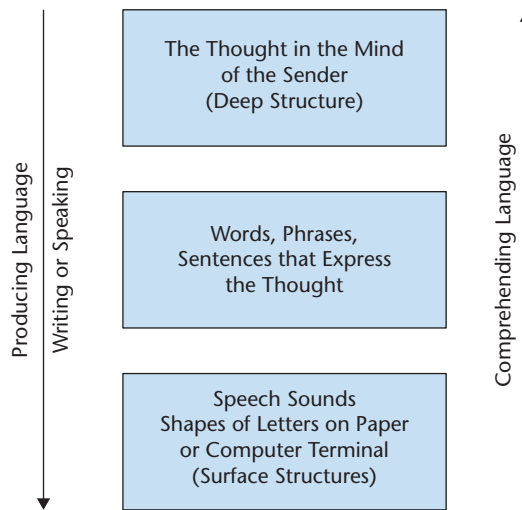 The Thought in the Mind
of the Sender
(Deep Structure)
Producing Language
Writing or Speaking
Words, Phrases,
Sentences that Express
the Thought
Comprehending Language
Speech Sounds
Shapes of Letters on Paper
or Computer Terminal
(Surface Structures)